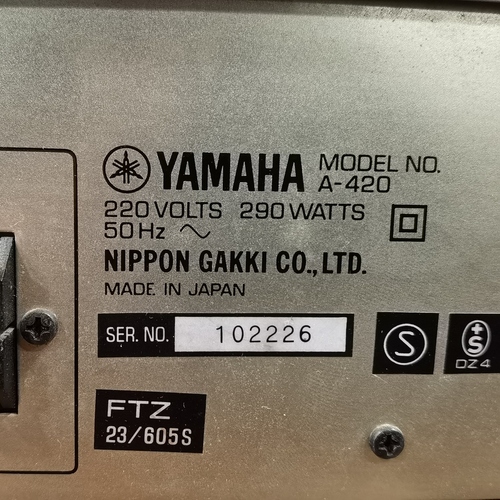 YAMAHA MODEL NO.
A-420
220 VOLTS 290 WATTS
50 Hz
NIPPON GAKKI CO., LTD.
MADE IN JAPAN
SER. NO. 102226
S
+S
DZ4
FTZ
23/605S